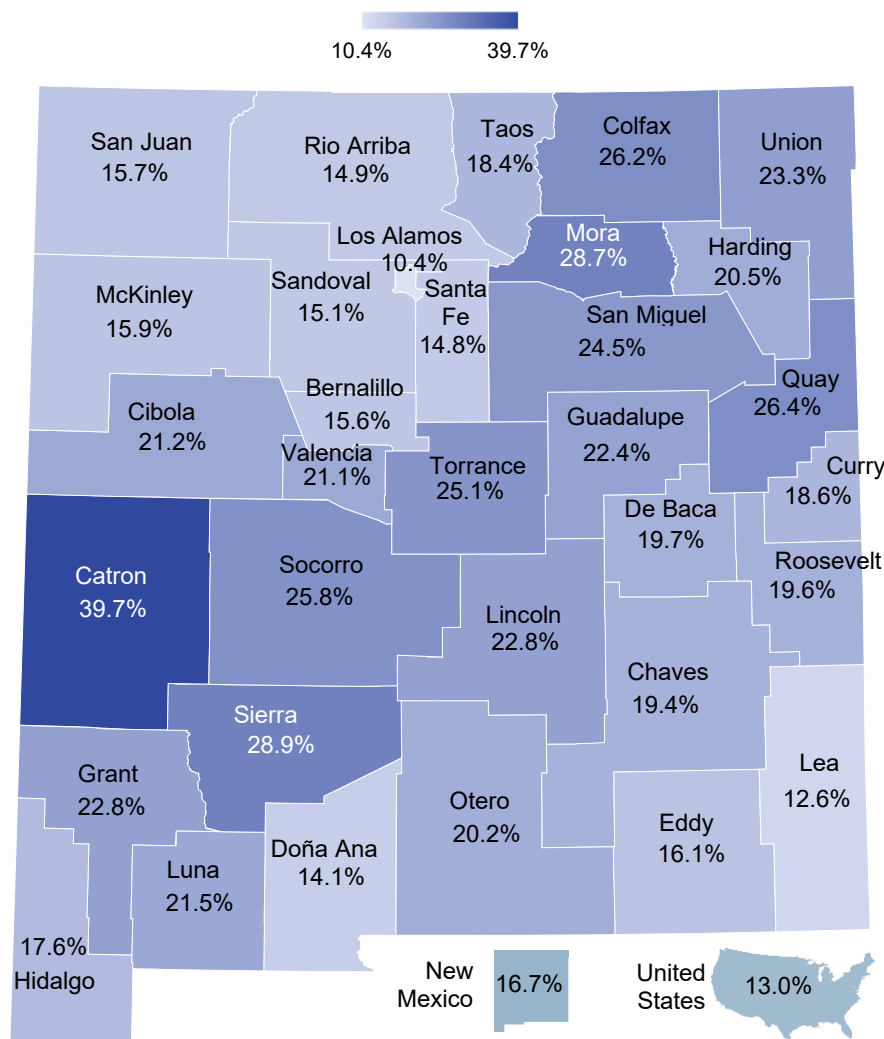 10.4%
39.7%
San Juan
15.7%
Rio Arriba
14.9%
Taos
18.4%
Colfax
26.2%
Union
23.3%
Los Alamos
10.4%
Mora
28.7%
Harding
20.5%
McKinley
15.9%
Sandoval
15.1%
Santa
Fe
14.8%
San Miguel
24.5%
Quay
26.4%
Cibola
21.2%
Bernalillo
15.6%
Valencia
21.1%
Torrance
25.1%
Guadalupe
22.4%
Curry
18.6%
De Baca
19.7%
Roosevelt
19.6%
Catron
39.7%
Socorro
25.8%
Lincoln
22.8%
Chaves
19.4%
Sierra
28.9%
Grant
22.8%
Lea
12.6%
Otero
20.2%
Eddy
16.1%
Doña Ana
14.1%
Luna
21.5%
17.6%
Hidalgo
New
Mexico
16.7%
United
States
13.0%